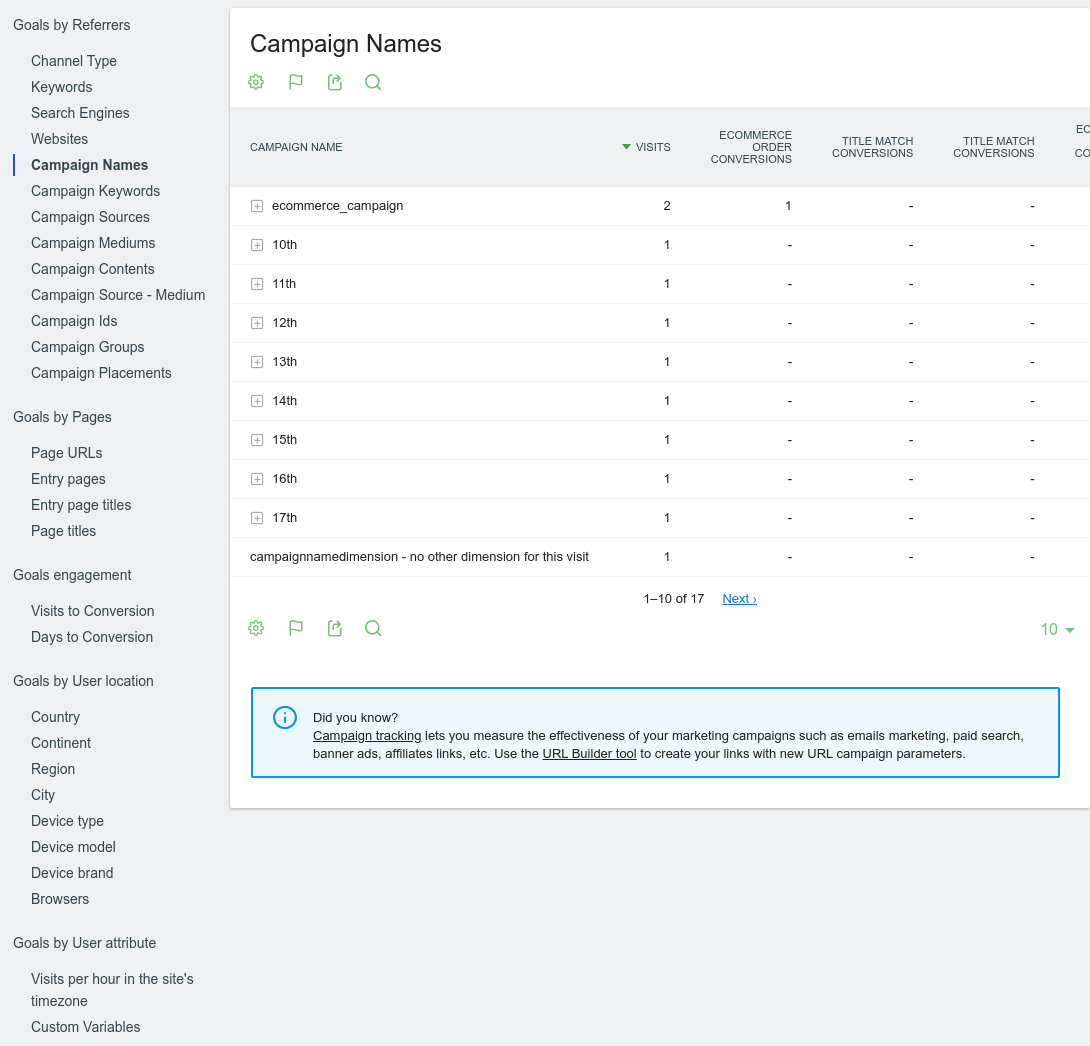 Goals by Referrers
Channel Type
Keywords
Search Engines
Websites
Campaign Names
Campaign Keywords
Campaign Sources
Campaign Mediums
Campaign Contents
Campaign Source - Medium
Campaign Ids
Campaign Groups
Campaign Placements
Goals by Pages
Page URLs
Entry pages
Entry page titles
Page titles
Goals engagement
Visits to Conversion
Days to Conversion
Goals by User location
Country
Continent
Region
City
Device type
Device model
Device brand
Browsers
Goals by User attribute
Visits per hour in the site's
timezone
Custom Variables
Campaign Names
CAMPAIGN NAME
VISITS
ECOMMERCE
ORDER
CONVERSIONS
TITLE MATCH
CONVERSIONS
TITLE MATCH
CONVERSIONS
EC
CO
ecommerce_campaign 2 1 - -
10th 1 - - -
11th 1 - - -
12th 1 - - -
13th 1 - - -
14th 1 - - -
15th 1 - - -
16th 1 - - -
17th 1 - - -
campaignnamedimension - no other dimension for this visit 1 - - -
1–10 of 17 Next ›
10
Did you know?
Campaign tracking lets you measure the effectiveness of your marketing campaigns such as emails marketing, paid search,
banner ads, affiliates links, etc. Use the URL Builder tool to create your links with new URL campaign parameters.